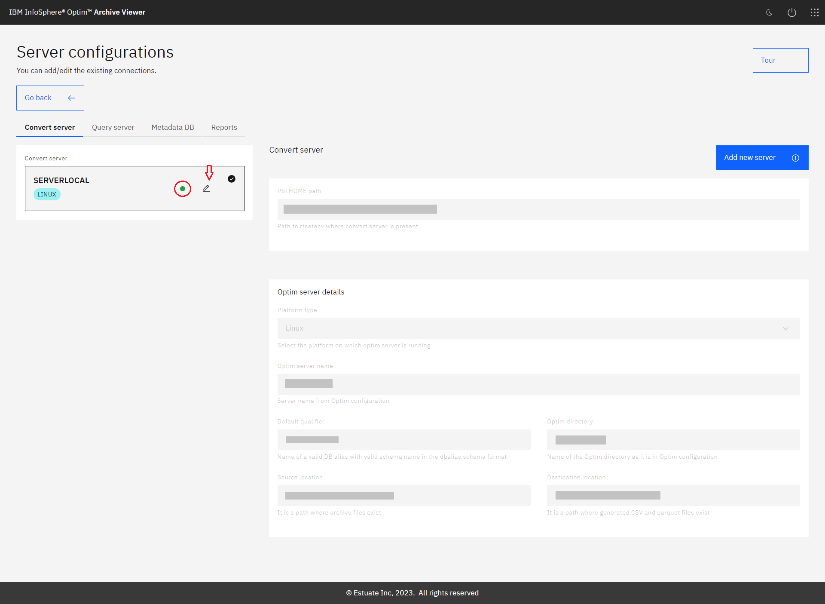 IBM InfoSphere® Optim™ Archive Viewer
Server configurations
You can add/edit the existing connections.
Tour
Go back
Convert server
Query server
Metadata DB
Reports
Convert server
SERVERLOCAL
LINUX
Convert server
Add new server
PSTHOME path
Path to rtservr where convert server is present
Optim server details
Platform type
Linux
Select the platform on which optim server is running
Optim server name
Server name from Optim configuration
Default qualifier
Name of a valid DB alias with valid schema name in the dbalias.schema format
Optim directory
Name of the Optim directory as it is in Optim configuration
Source location
It is a path where archive files exist
Destination location
It is a path where generated CSV and parquet files exist
© Estuate Inc, 2023. All rights reserved